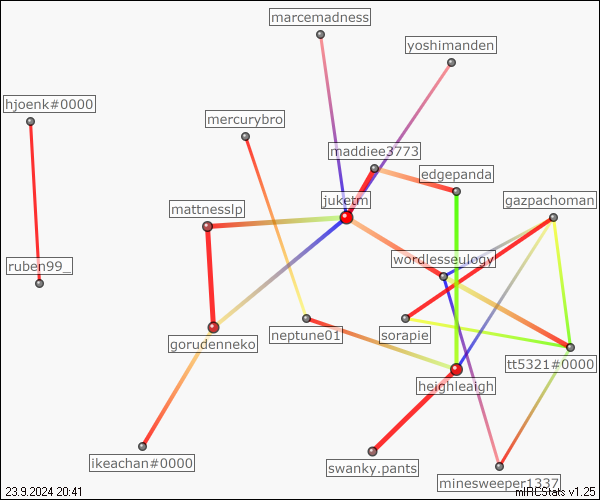 marcemadness
yoshimanden
hjoenk#0000
mercurybro
maddiee3773
edgepanda
juketm
gazpachoman
mattnesslp
wordlesseulogy
ruben99_
neptune01
sorapie
gorudenneko
tt5321#0000
heighleaigh
ikeachan#0000
swanky.pants
minesweeper1337
23.9.2024 20:41
mIRCStats v1.25